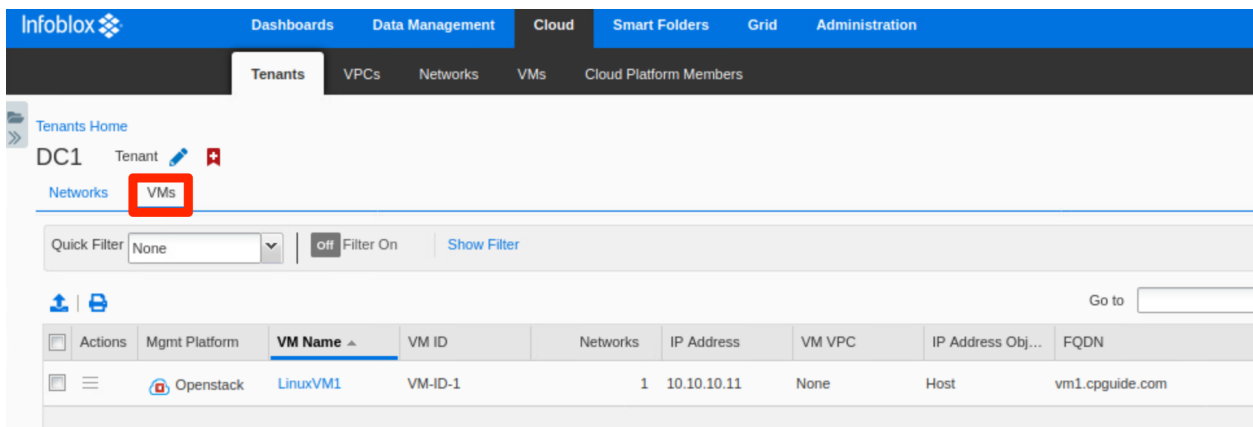 Infoblox Dashboards Data Management Cloud Smart Folders Grid Administration
Tenants VPCs Networks VMs Cloud Platform Members
Tenants Home
DC1 Tenant
Networks VMs
Quick Filter None Off Filter On Show Filter
Go to
Actions Mgmt Platform VM Name VM ID Networks IP Address VM VPC IP Address Obj... FQDN
Openstack LinuxVM1 VM-ID-1 1 10.10.10.11 None Host vm1.cpguide.com